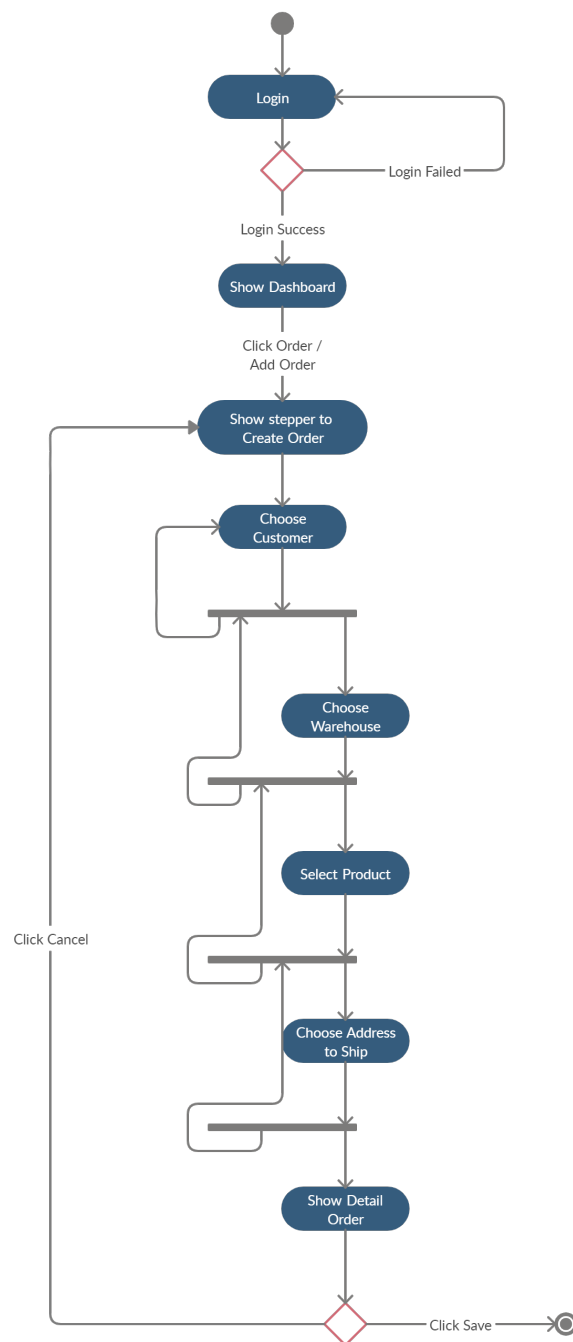 Login
Login Failed
Login Success
Show Dashboard
Click Order /
Add Order
Show stepper to
Create Order
Choose
Customer
Choose
Warehouse
Select Product
Click Cancel
Choose Address
to Ship
Show Detail
Order
Click Save